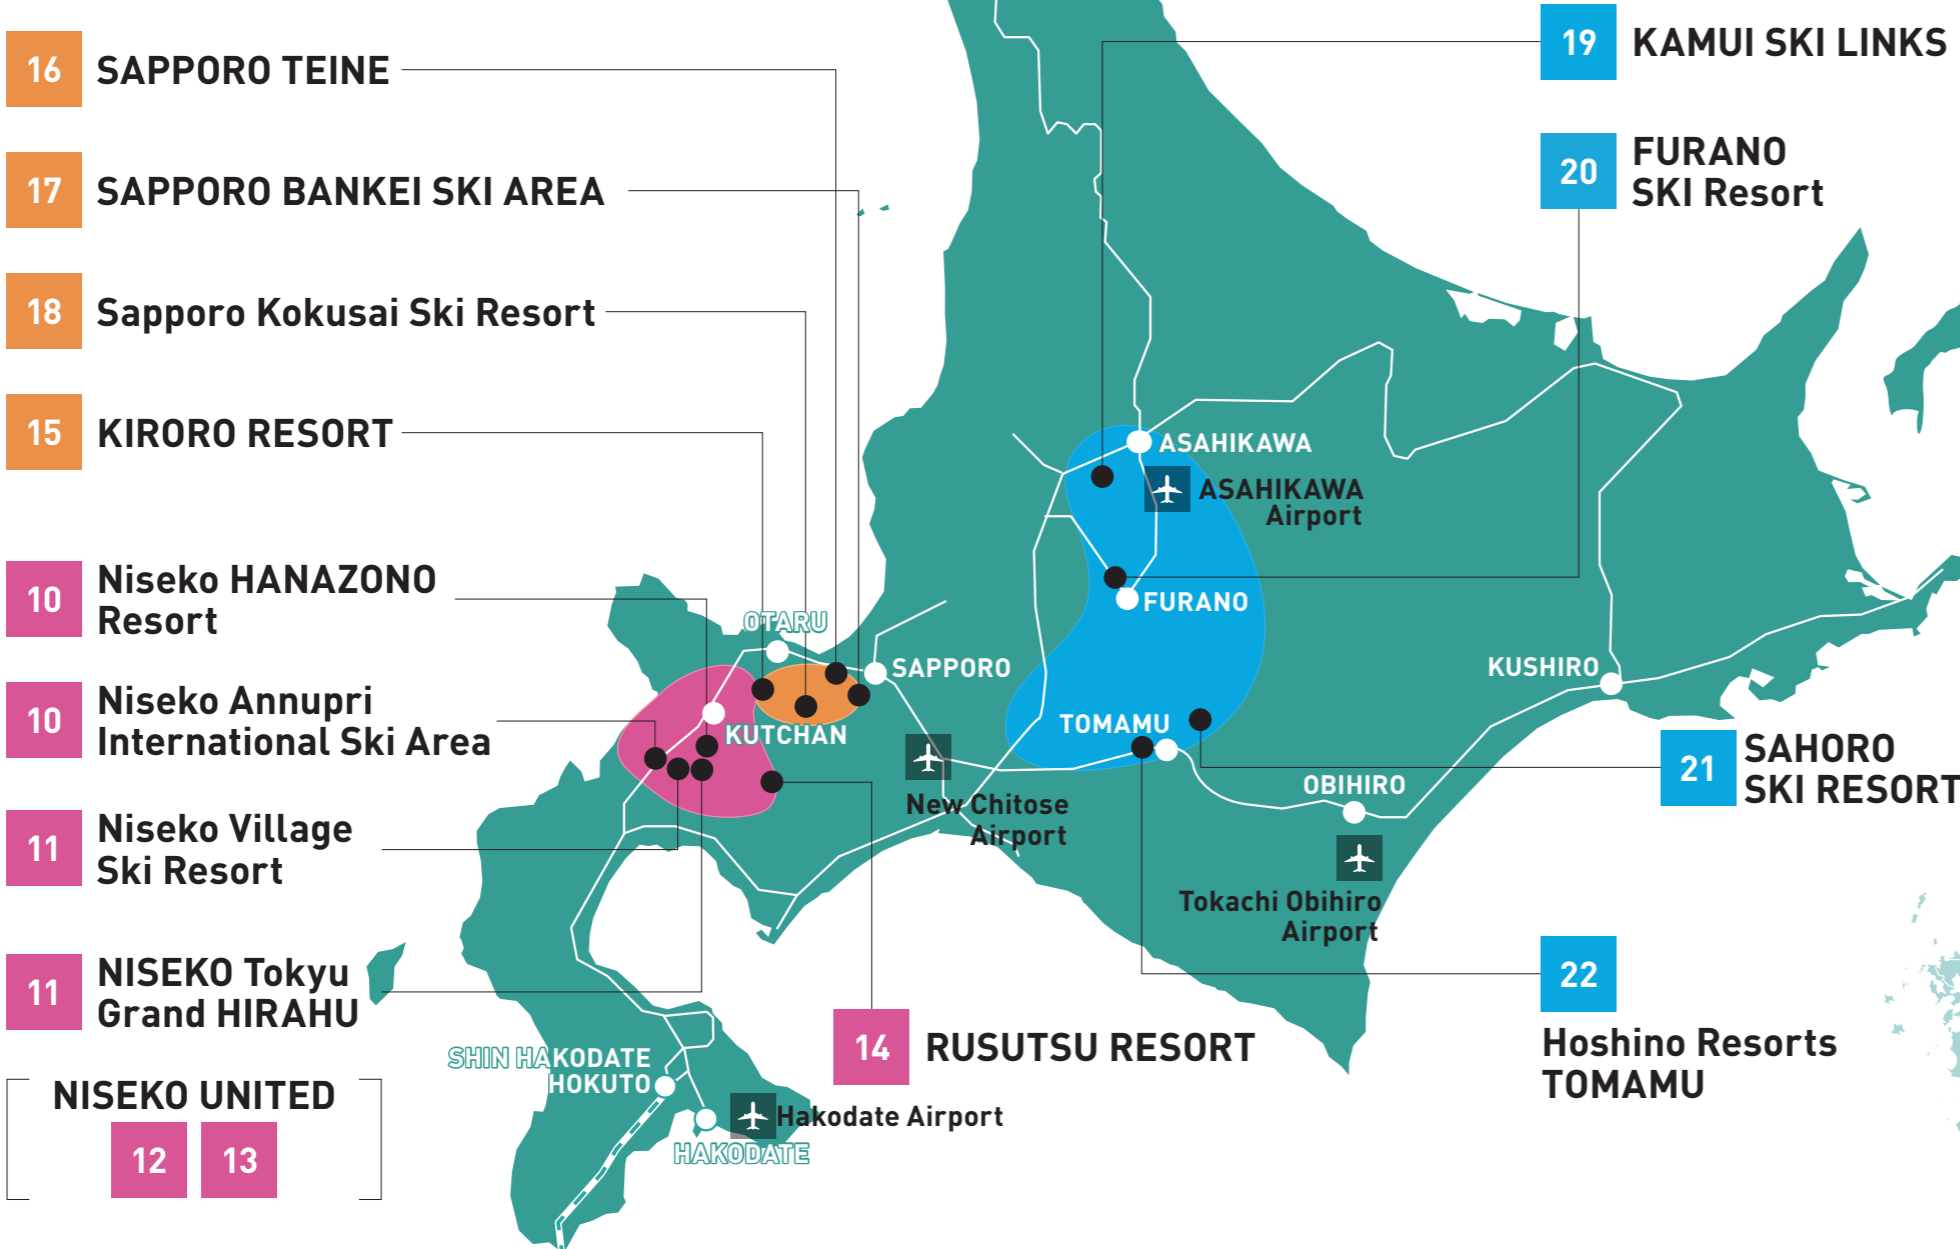 16 SAPPORO TEINE
17 SAPPORO BANKEI SKI AREA
18 Sapporo Kokusai Ski Resort
15 KIRORO RESORT
10 Niseko HANAZONO
Resort
10 Niseko Annupri
International Ski Area
11 Niseko Village
Ski Resort
11 NISEKO Tokyu
Grand HIRAHU
NISEKO UNITED
12 13
19 KAMUI SKI LINKS
20 FURANO
SKI Resort
ASAHIKAWA
ASAHIKAWA
Airport
FURANO
OTARU
SAPPORO
KUTCHAN
TOMAMU
KUSHIRO
New Chitose
Airport
OBIHIRO
Tokachi Obihiro
Airport
21 SAHORO
SKI RESORT
22
Hoshino Resorts
TOMAMU
14 RUSUTSU RESORT
SHIN HAKODATE
HOKUTO
Hakodate Airport
HAKODATE